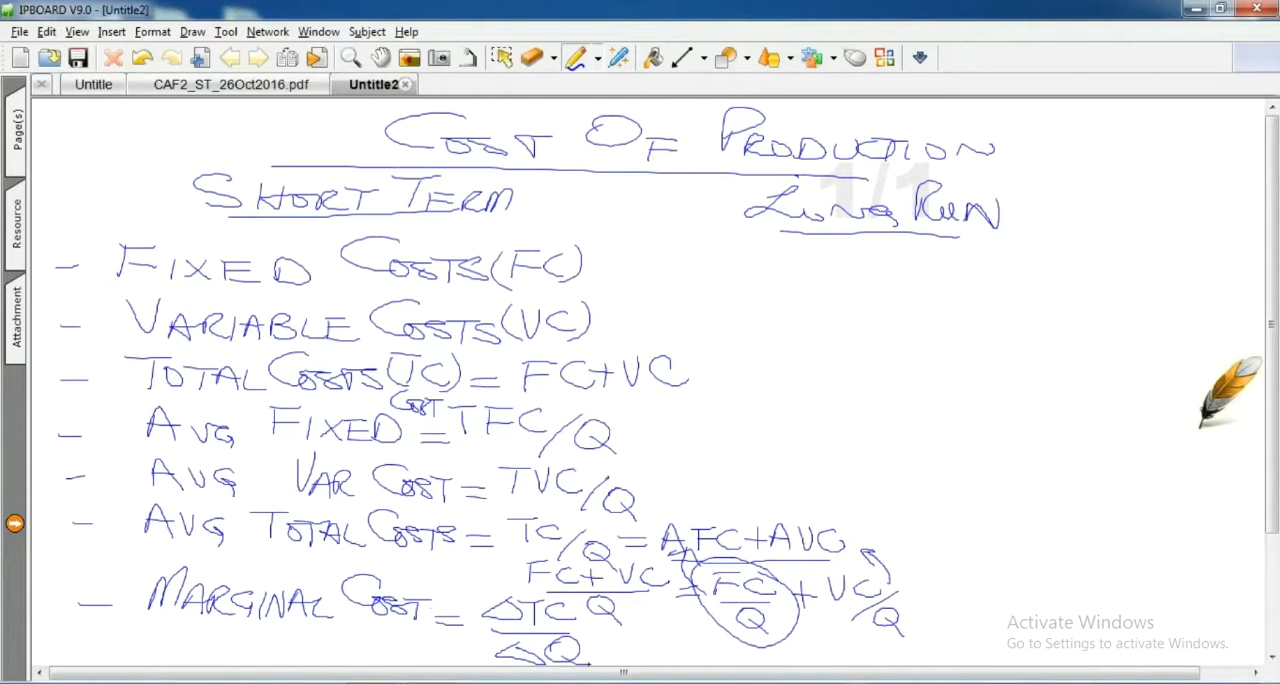 IPBOARD V9.0 - [Untitle2]
File Edit View Insert Format Draw Tool Network Window Subject Help
Untitle CAF2_ST_26Oct2016.pdf Untitle2
Page(s)
Resource
Attachment
1/1
COST OF PRODUCTION
SHORT TERM LONG RUN
- FIXED COSTS(FC)
- VARIABLE COSTS(VC)
- TOTAL COSTS(TC) = FC+VC
- AVG FIXED COST = TFC/Q
- AVG VAR COST = TVC/Q
- AVG TOTAL COSTS = TC/Q = AFC+AVC
FC+VC/Q = FC/Q + VC/Q
- MARGINAL COST = ΔTC/ΔQ
Activate Windows
Go to Settings to activate Windows.